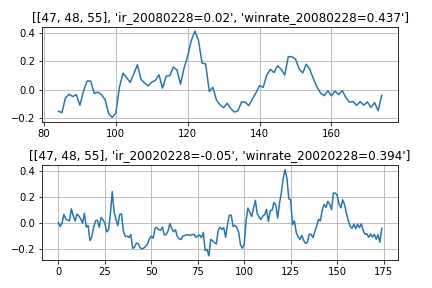 [[47, 48, 55], 'ir_20080228=0.02', 'winrate_20080228=0.437']
0.4
0.2
0.0
−0.2
80 100 120 140 160
[[47, 48, 55], 'ir_20020228=-0.05', 'winrate_20020228=0.394']
0.4
0.2
0.0
−0.2
0 25 50 75 100 125 150 175